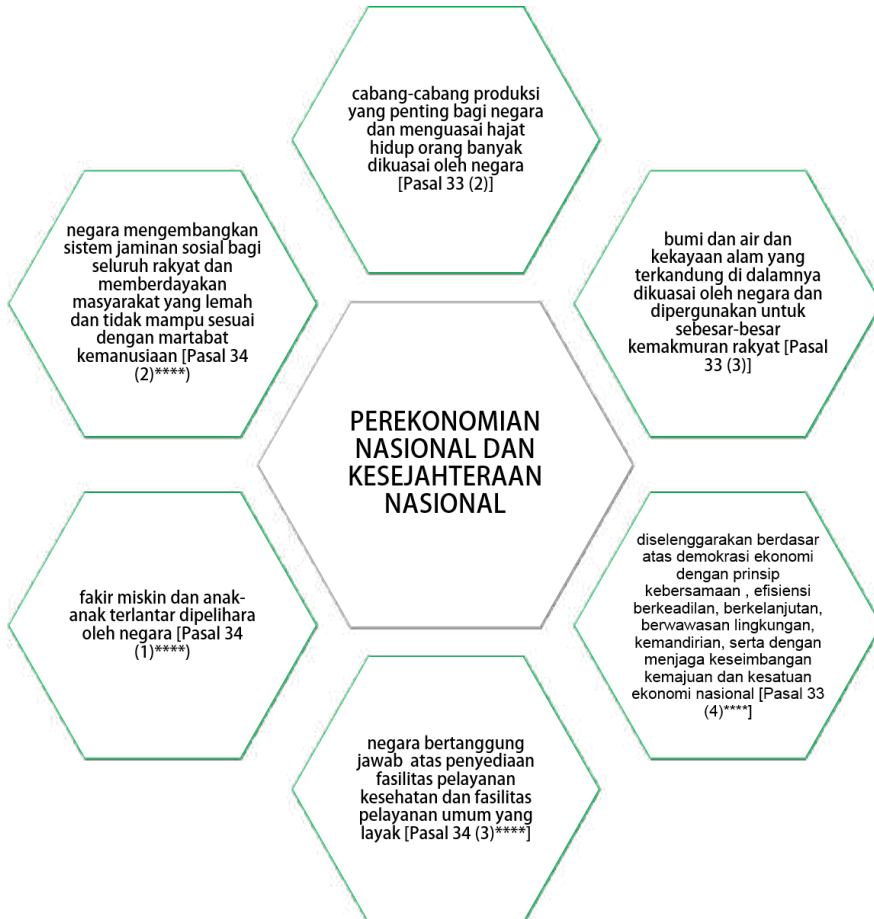 cabang-cabang produksi
yang penting bagi negara
dan menguasai hajat
hidup orang banyak
dikuasai oleh negara
[Pasal 33 (2)]
negara mengembangkan
sistem jaminan sosial bagi
seluruh rakyat dan
memberdayakan
masyarakat yang lemah
dan tidak mampu sesuai
dengan martabat
kemanusiaan [Pasal 34
(2)****)
bumi dan air dan
kekayaan alam yang
terkandung di dalamnya
dikuasai oleh negara dan
dipergunakan untuk
sebesar-besar
kemakmuran rakyat [Pasal
33 (3)]
PEREKONOMIAN
NASIONAL DAN
KESEJAHTERAAN
NASIONAL
fakir miskin dan anak-
anak terlantar dipelihara
oleh negara [Pasal 34
(1)****)
diselenggarakan berdasar
atas demokrasi ekonomi
dengan prinsip
kebersamaan , efisiensi
berkeadilan, berkelanjutan,
berwawasan lingkungan,
kemandirian, serta dengan
menjaga keseimbangan
kemajuan dan kesatuan
ekonomi nasional [Pasal 33
(4)****]
negara bertanggung
jawab  atas penyediaan
fasilitas pelayanan
kesehatan dan fasilitas
pelayanan umum yang
layak [Pasal 34 (3)****]